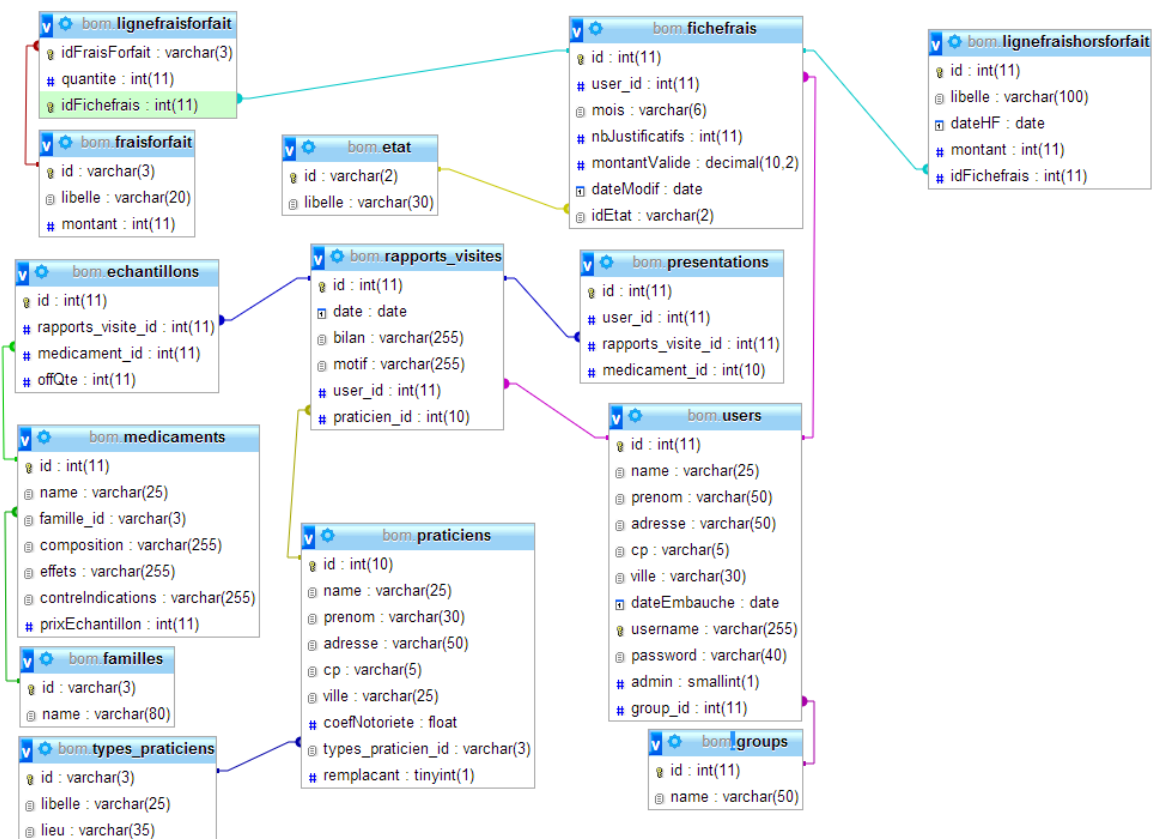 bom.lignefraisforfait
idFraisForfait : varchar(3)
quantite : int(11)
idFichefrais : int(11)
bom.fraisforfait
id : varchar(3)
libelle : varchar(20)
montant : int(11)
bom.etat
id : varchar(2)
libelle : varchar(30)
bom.fichefrais
id : int(11)
user_id : int(11)
mois : varchar(6)
nbJustificatifs : int(11)
montantValide : decimal(10,2)
dateModif : date
idEtat : varchar(2)
bom.lignefraishorsforfait
id : int(11)
libelle : varchar(100)
dateHF : date
montant : int(11)
idFichefrais : int(11)
bom.echantillons
id : int(11)
rapports_visite_id : int(11)
medicament_id : int(11)
offQte : int(11)
bom.rapports_visites
id : int(11)
date : date
bilan : varchar(255)
motif : varchar(255)
user_id : int(11)
praticien_id : int(10)
bom.presentations
id : int(11)
user_id : int(11)
rapports_visite_id : int(11)
medicament_id : int(10)
bom.medicaments
id : int(11)
name : varchar(25)
famille_id : varchar(3)
composition : varchar(255)
effets : varchar(255)
contreIndications : varchar(255)
prixEchantillon : int(11)
bom.users
id : int(11)
name : varchar(25)
prenom : varchar(50)
adresse : varchar(50)
cp : varchar(5)
ville : varchar(30)
dateEmbauche : date
username : varchar(255)
password : varchar(40)
admin : smallint(1)
group_id : int(11)
bom.praticiens
id : int(10)
name : varchar(25)
prenom : varchar(30)
adresse : varchar(50)
cp : varchar(5)
ville : varchar(25)
coefNotoriete : float
types_praticien_id : varchar(3)
remplacant : tinyint(1)
bom.familles
id : varchar(3)
name : varchar(80)
bom.types_praticiens
id : varchar(3)
libelle : varchar(25)
lieu : varchar(35)
bom.groups
id : int(11)
name : varchar(50)